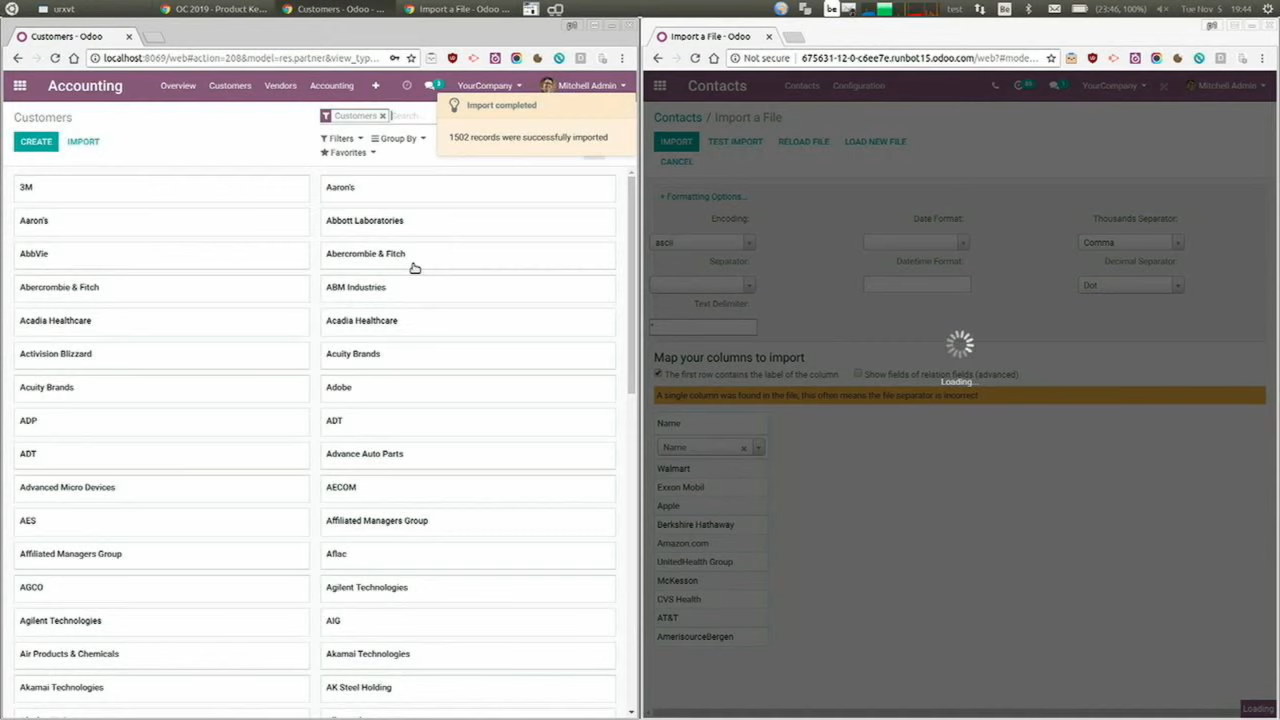 urxvt
OC 2019 - Product Ke...
Customers - Odoo - ...
Import a File - Odoo ...
test
Be
(23:46, 100%)
Tue Nov 5
19:44
Customers - Odoo
localhost:8069/web#action=208&model=res.partner&view_typ...
Accounting
Overview
Customers
Vendors
Accounting
YourCompany
Mitchell Admin
Import completed
1502 records were successfully imported
Customers
Customers
Search...
CREATE
IMPORT
Filters
Group By
Favorites
3M
Aaron's
Aaron's
Abbott Laboratories
AbbVie
Abercrombie & Fitch
Abercrombie & Fitch
ABM Industries
Acadia Healthcare
Acadia Healthcare
Activision Blizzard
Acuity Brands
Acuity Brands
Adobe
ADP
ADT
ADT
Advance Auto Parts
Advanced Micro Devices
AECOM
AES
Affiliated Managers Group
Affiliated Managers Group
Aflac
AGCO
Agilent Technologies
Agilent Technologies
AIG
Air Products & Chemicals
Akamai Technologies
Akamai Technologies
AK Steel Holding
Import a File - Odoo
Not secure
675631-12-0-c6ee7e.runbot15.odoo.com/web?#mode...
Contacts
Contacts
Configuration
YourCompany
Mitchell Admin
Contacts / Import a File
IMPORT
TEST IMPORT
RELOAD FILE
LOAD NEW FILE
CANCEL
+ Formatting Options...
Encoding:
Date Format:
Thousands Separator:
ascii
Comma
Separator:
Datetime Format:
Decimal Separator:
Dot
Text Delimiter:
"
Loading...
Map your columns to import
The first row contains the label of the column
Show fields of relation fields (advanced)
A single column was found in the file, this often means the file separator is incorrect
Name
Name
Walmart
Exxon Mobil
Apple
Berkshire Hathaway
Amazon.com
UnitedHealth Group
McKesson
CVS Health
AT&T
AmerisourceBergen
Loading